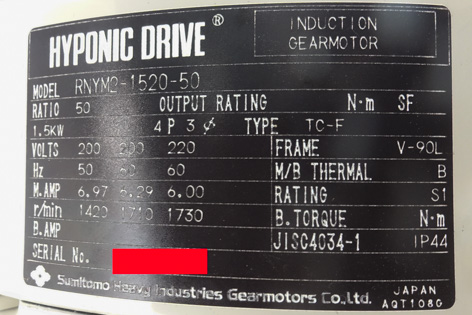 HYPONIC DRIVE®
INDUCTION
GEARMOTOR
MODEL RNYM2-1520-50
RATIO 50 OUTPUT RATING N·m SF
1.5KW 4P 3 ϕ TYPE TC-F
VOLTS 200 200 220 FRAME V-90L
Hz 50 60 60 M/B THERMAL B
M.AMP 6.97 6.29 6.00 RATING S1
r/min 1420 1710 1730 B.TORQUE N·m
B.AMP JISC4034-1 IP44
SERIAL No.
Sumitomo Heavy Industries Gearmotors Co.,Ltd. JAPAN
AQT108G